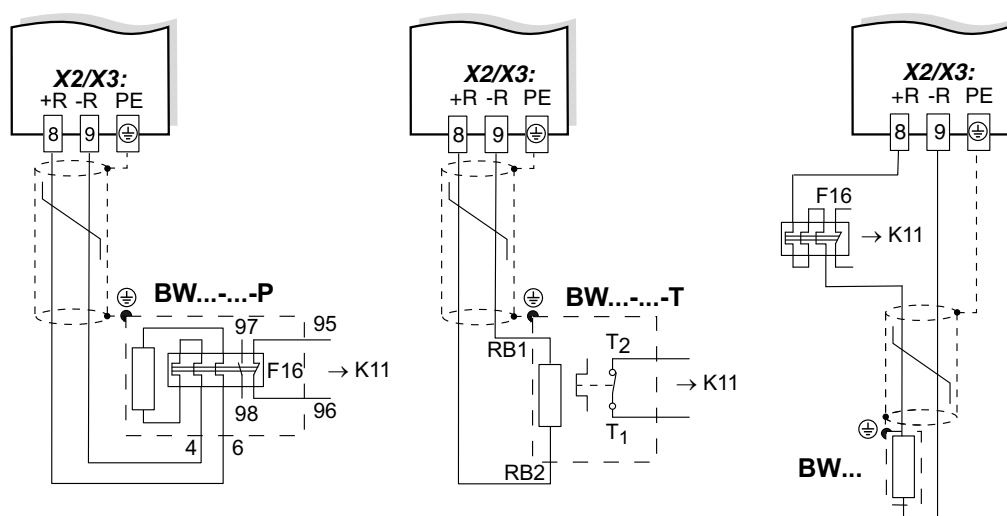 X2/X3:
+R -R PE
8 9
BW...-...-P
97 95
F16 → K11
98 96
4 6
X2/X3:
+R -R PE
8 9
BW...-...-T
RB1
T2
→ K11
T1
RB2
X2/X3:
+R -R PE
8 9
F16
→ K11
BW...